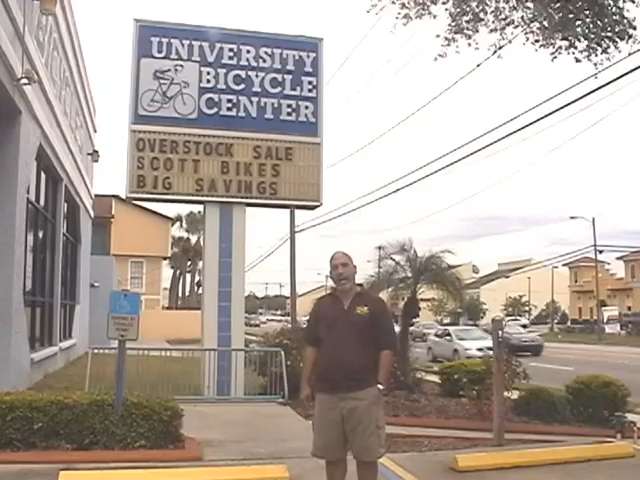 UNIVERSITY
BICYCLE
CENTER
OVERSTOCK SALE
SCOTT BIKES
BIG SAVINGS